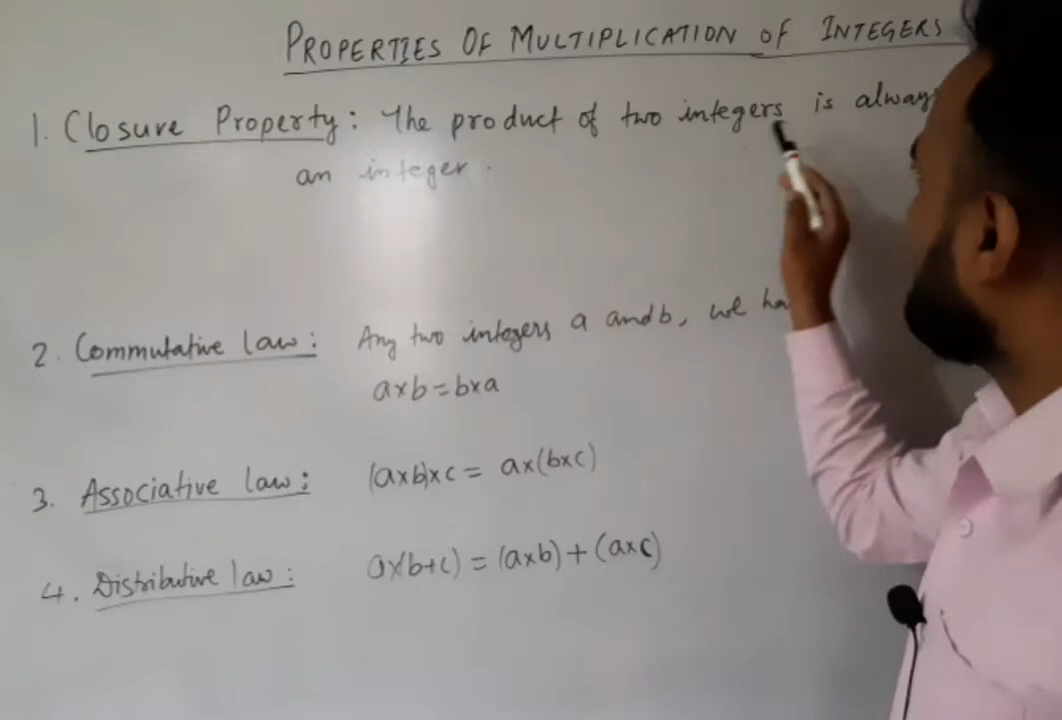 PROPERTIES OF MULTIPLICATION OF INTEGERS
1. Closure Property: The product of two integers is always
an integer.
2. Commutative law: Any two integers a and b, we ha
a×b=b×a
3. Associative law: (a×b)×c = a×(b×c)
4. Distributive law: a×(b+c) = (a×b)+(a×c)